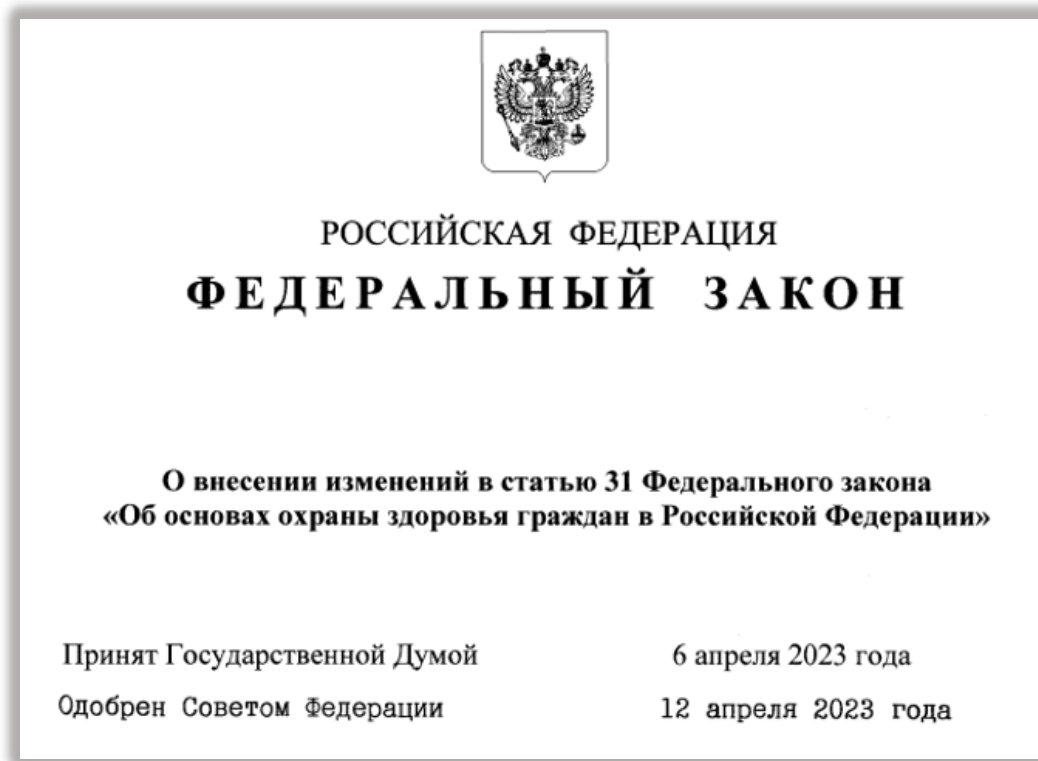 РОССИЙСКАЯ ФЕДЕРАЦИЯ
ФЕДЕРАЛЬНЫЙ ЗАКОН
О внесении изменений в статью 31 Федерального закона
«Об основах охраны здоровья граждан в Российской Федерации»
Принят Государственной Думой 6 апреля 2023 года
Одобрен Советом Федерации 12 апреля 2023 года